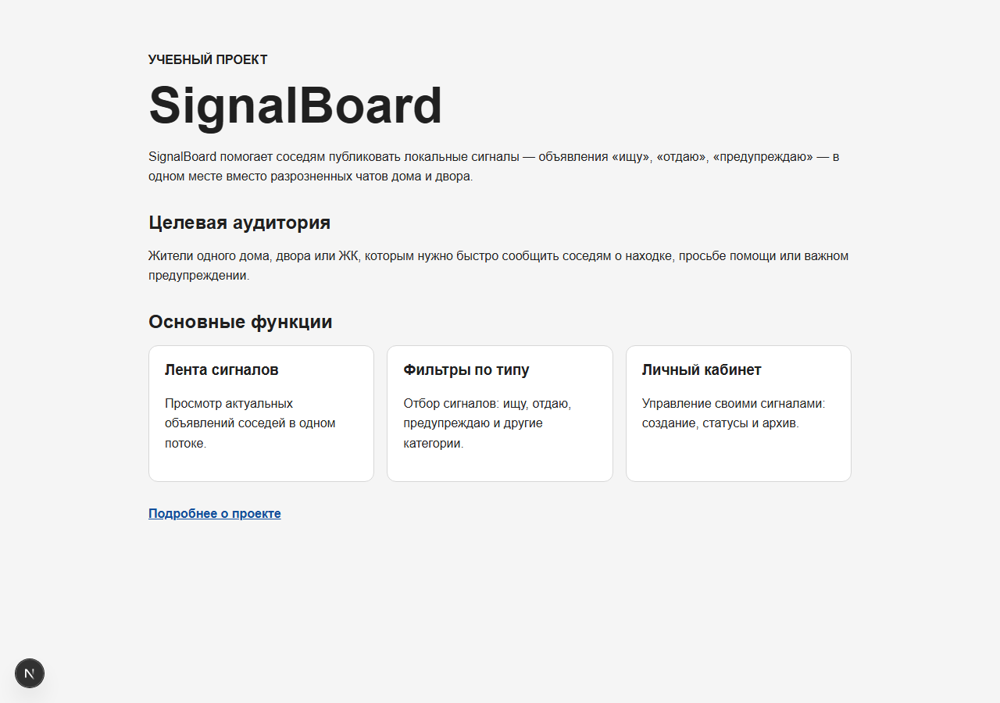 УЧЕБНЫЙ ПРОЕКТ
SignalBoard
SignalBoard помогает соседям публиковать локальные сигналы — объявления «ищу», «отдаю», «предупреждаю» — в
одном месте вместо разрозненных чатов дома и двора.
Целевая аудитория
Жители одного дома, двора или ЖК, которым нужно быстро сообщить соседям о находке, просьбе помощи или важном
предупреждении.
Основные функции
Лента сигналов
Просмотр актуальных
объявлений соседей в одном
потоке.
Фильтры по типу
Отбор сигналов: ищу, отдаю,
предупреждаю и другие
категории.
Личный кабинет
Управление своими сигналами:
создание, статусы и архив.
Подробнее о проекте
N